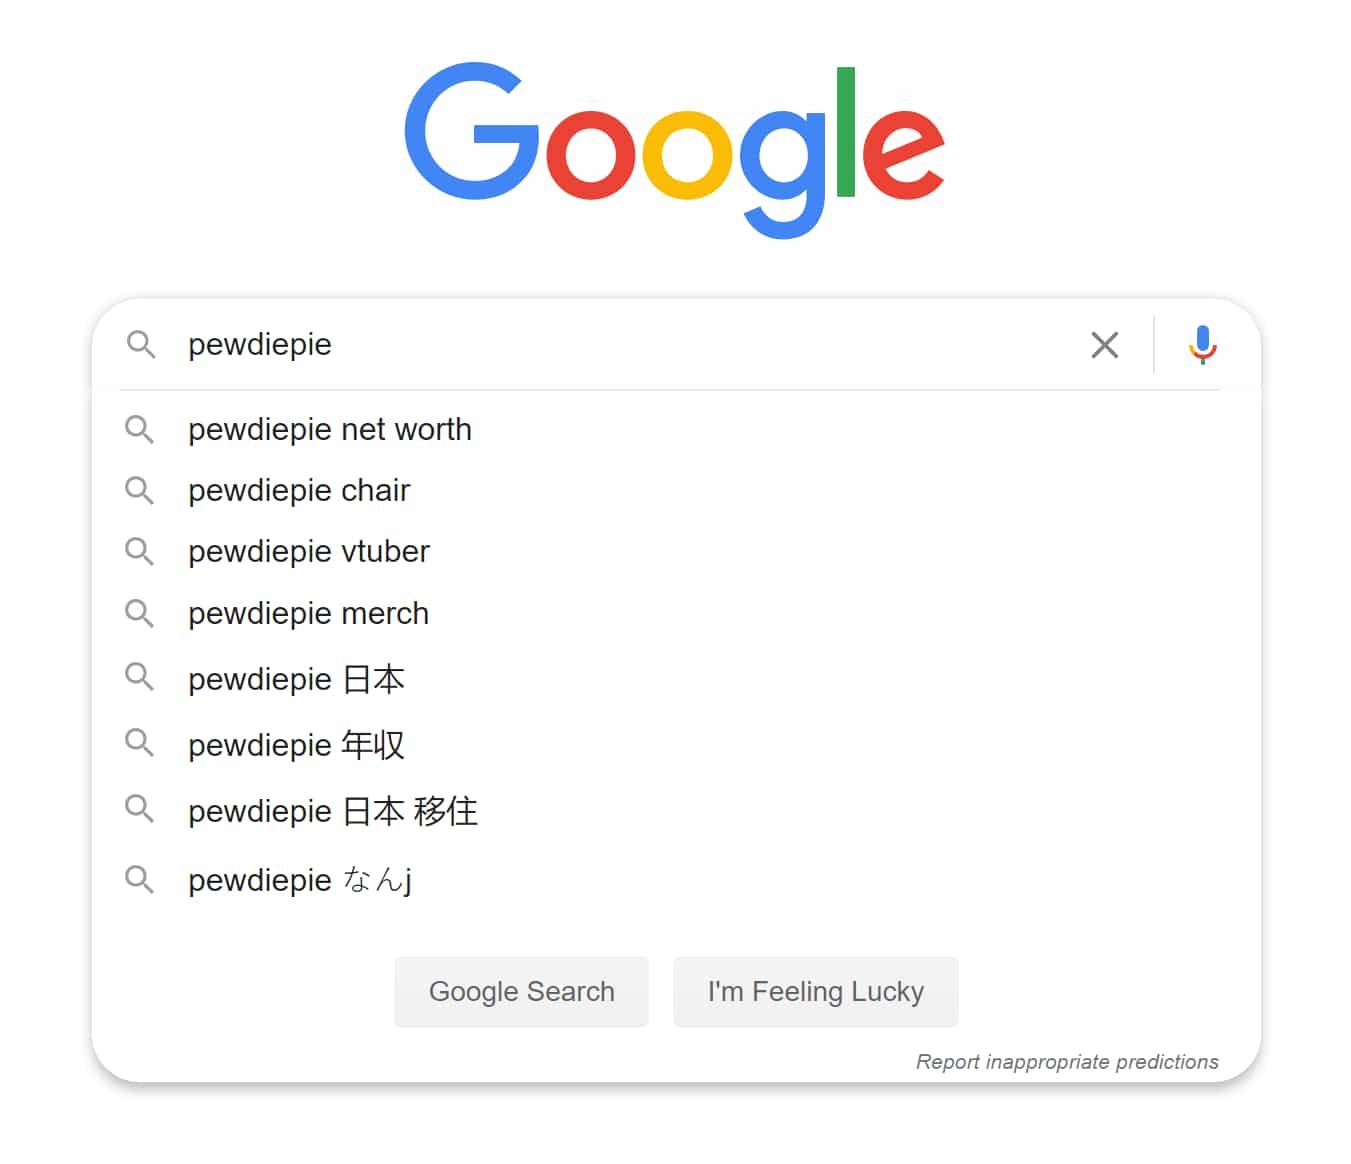 Google
pewdiepie
pewdiepie net worth
pewdiepie chair
pewdiepie vtuber
pewdiepie merch
pewdiepie 日本
pewdiepie 年収
pewdiepie 日本 移住
pewdiepie なんj
Google Search I'm Feeling Lucky
Report inappropriate predictions